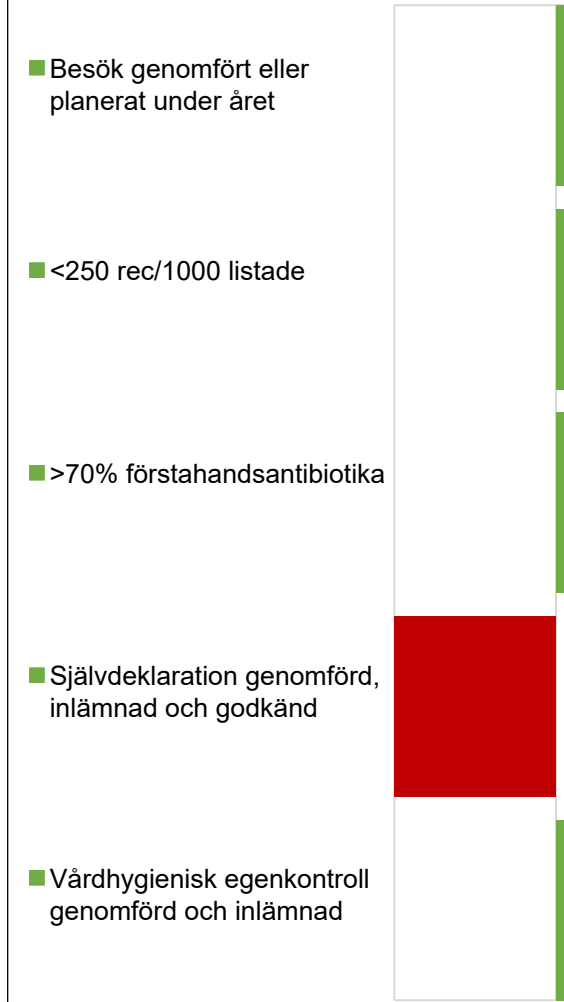 Besök genomfört eller
planerat under året
<250 rec/1000 listade
>70% förstahandsantibiotika
Självdeklaration genomförd,
inlämnad och godkänd
Vårdhygienisk egenkontroll
genomförd och inlämnad